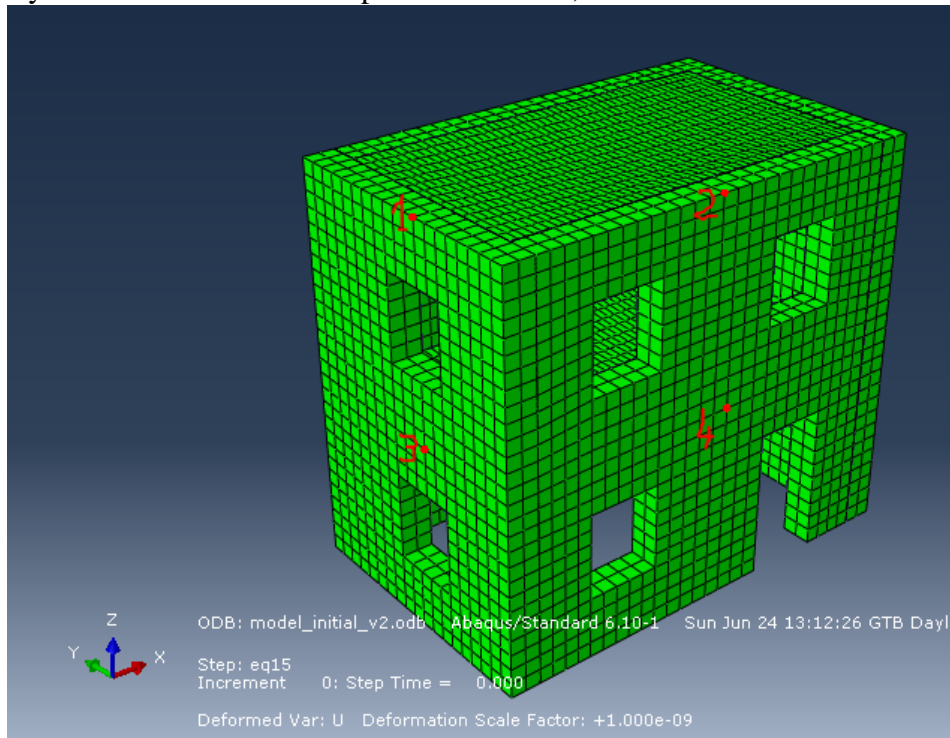 1
2
3
4
Z
Y
X
ODB: model_initial_v2.odb Abaqus/Standard 6.10-1 Sun Jun 24 13:12:26 GTB Dayl
Step: eq15
Increment 0: Step Time = 0.000
Deformed Var: U Deformation Scale Factor: +1.000e-09